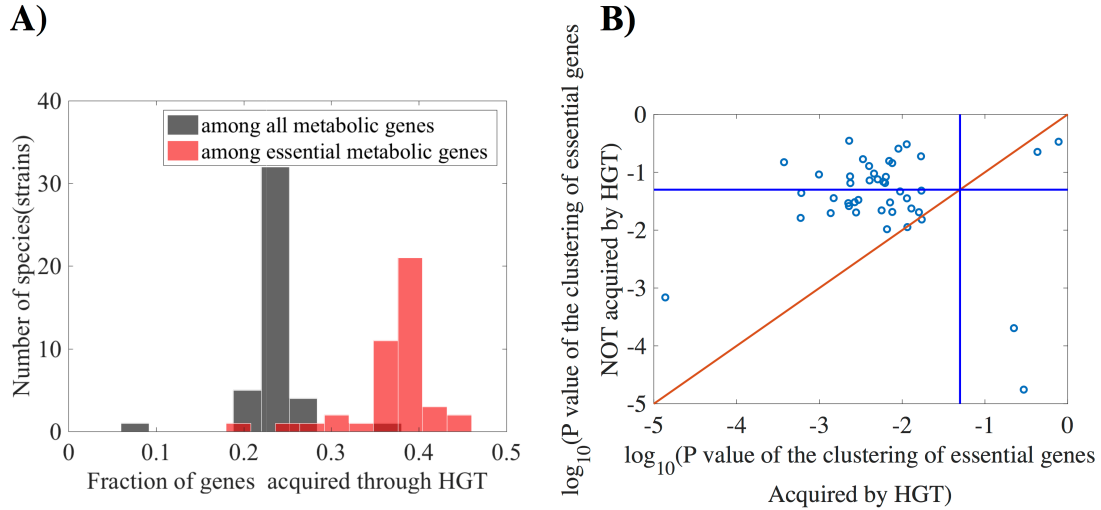 A)
Number of species(strains)
40
30
20
10
0
among all metabolic genes
among essential metabolic genes
0
0.1
0.2
0.3
0.4
0.5
Fraction of genes acquired through HGT
B)
log10(P value of the clustering of essential genes
NOT acquired by HGT)
0
-1
-2
-3
-4
-5
-5
-4
-3
-2
-1
0
log10(P value of the clustering of essential genes
Acquired by HGT)